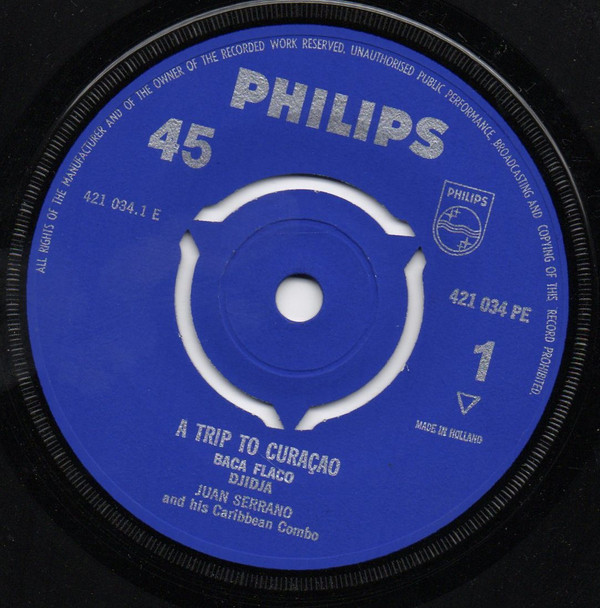 ALL RIGHTS OF THE MANUFACTURER AND OF THE OWNER OF THE RECORDED WORK RESERVED. UNAUTHORISED PUBLIC PERFORMANCE, BROADCASTING AND COPYING OF THIS RECORD PROHIBITED.
PHILIPS
45
PHILIPS
421 034.1 E
421 034 PE
1
MADE IN HOLLAND
A TRIP TO CURAÇAO
BACA FLACO
DJIDJA
JUAN SERRANO
and his Caribbean Combo